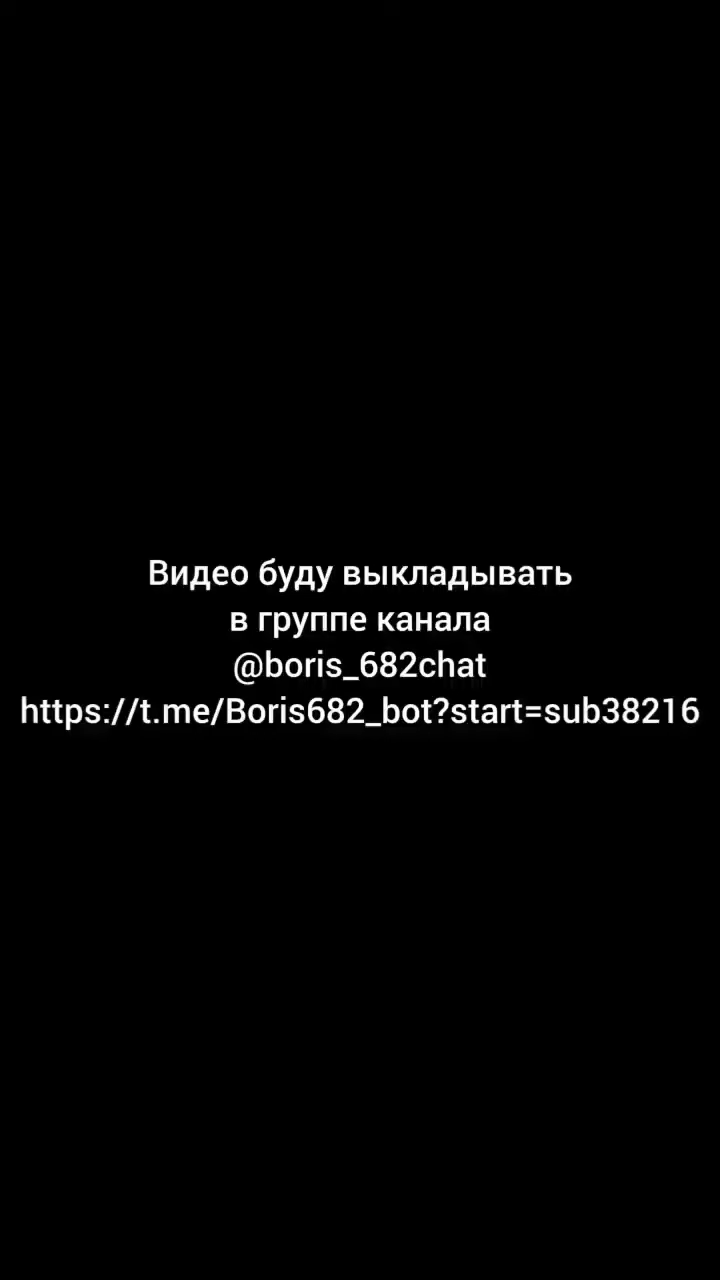 Видео буду выкладывать
в группе канала
@boris_682chat
https://t.me/Boris682_bot?start=sub38216